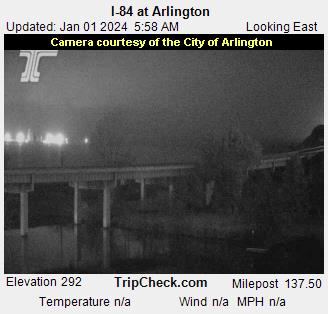 I-84 at Arlington
Updated: Jan 01 2024 5:58 AM Looking East
Camera courtesy of the City of Arlington
Elevation 292 TripCheck.com Milepost 137.50
Temperature n/a Wind n/a MPH n/a